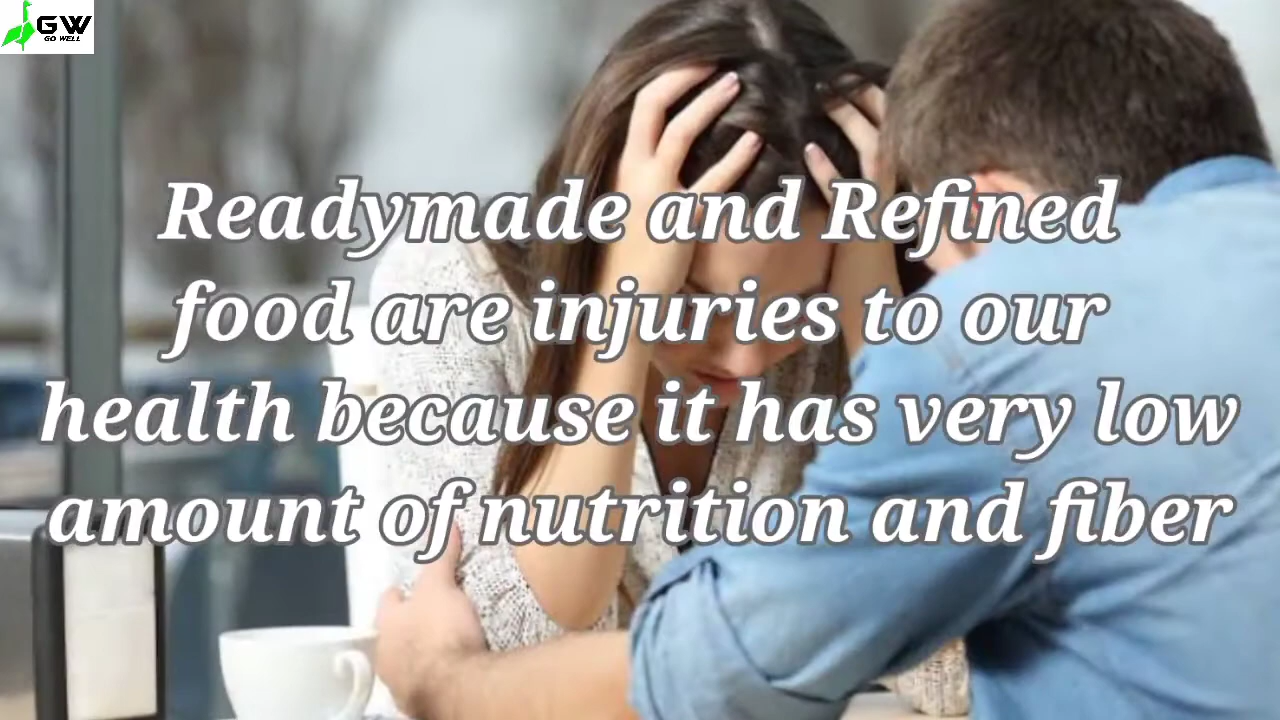 GW
GO WELL
Readymade and Refined
food are injuries to our
health because it has very low
amount of nutrition and fiber